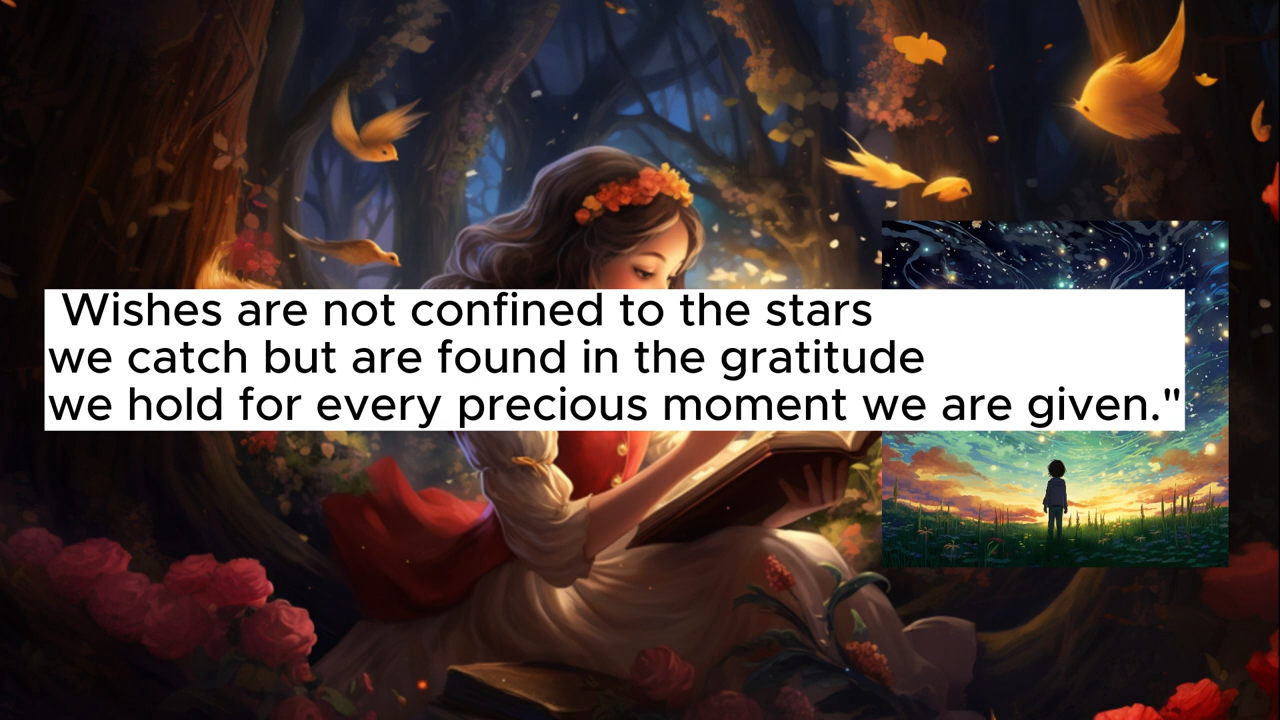 Wishes are not confined to the stars
we catch but are found in the gratitude
we hold for every precious moment we are given."